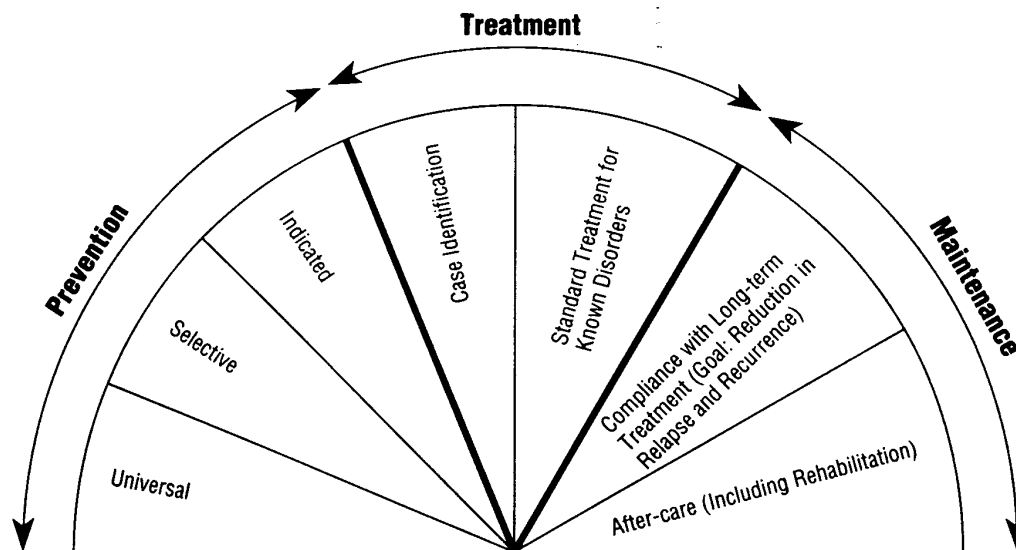 Treatment
Prevention
Maintenance
Universal
Selective
Indicated
Case Identification
Standard Treatment for
Known Disorders
Compliance with Long-term
Treatment (Goal: Reduction in
Relapse and Recurrence)
After-care (Including Rehabilitation)